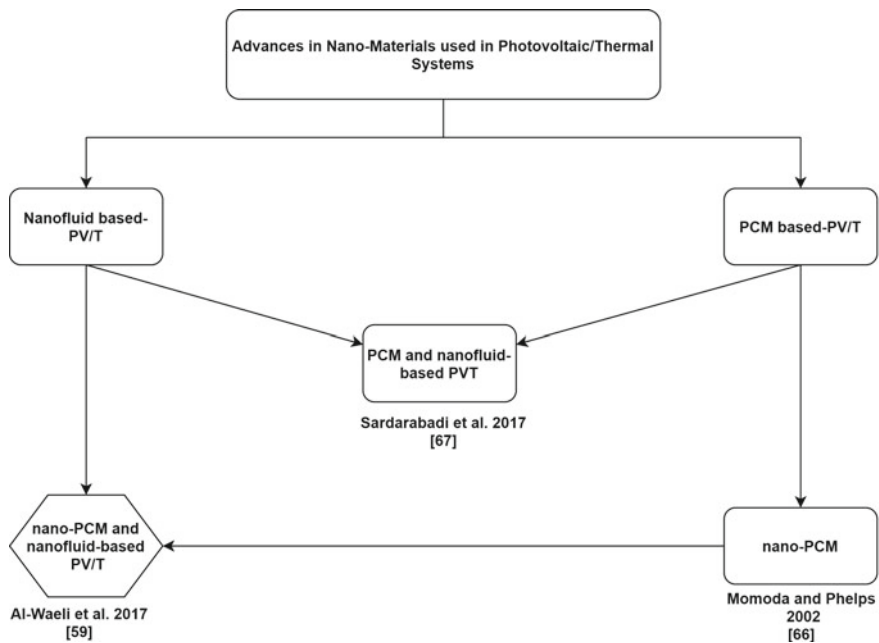 Advances in Nano-Materials used in Photovoltaic/Thermal
Systems
Nanofluid based-
PV/T
PCM based-PV/T
PCM and nanofluid-
based PVT
Sardarabadi et al. 2017
[67]
nano-PCM and
nanofluid-based
PV/T
Al-Waeli et al. 2017
[59]
nano-PCM
Momoda and Phelps
2002
[66]